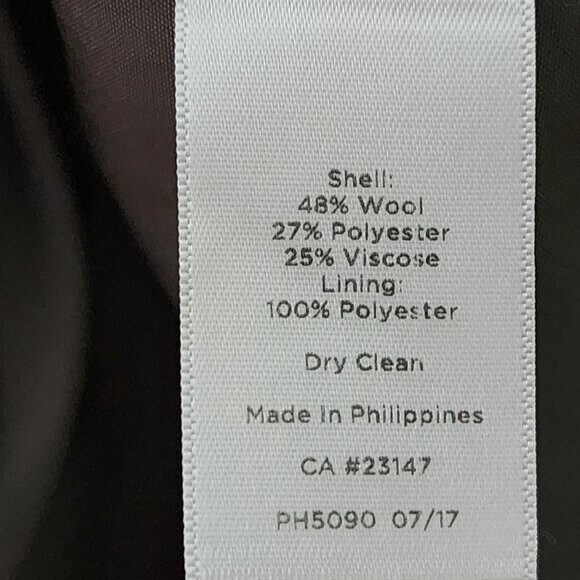 Shell:
48% Wool
27% Polyester
25% Viscose
Lining:
100% Polyester
Dry Clean
Made In Philippines
CA #23147
PH5090 07/17